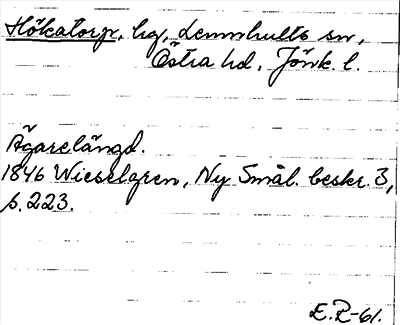 Hökatorp, hg, Lemnhults sn,
Östra hd, Jönk. l.
Ägarelängd.
1846 Wieselgren, Ny Smål. beskr. 3,
s. 223.
E.R-61.